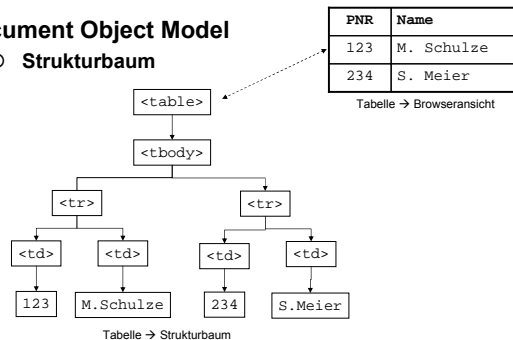 cument Object Model
Strukturbaum
PNR Name
123 M. Schulze
234 S. Meier
Tabelle → Browseransicht
<table>
<tbody>
<tr> <tr>
<td> <td> <td> <td>
123 M.Schulze 234 S.Meier
Tabelle → Strukturbaum